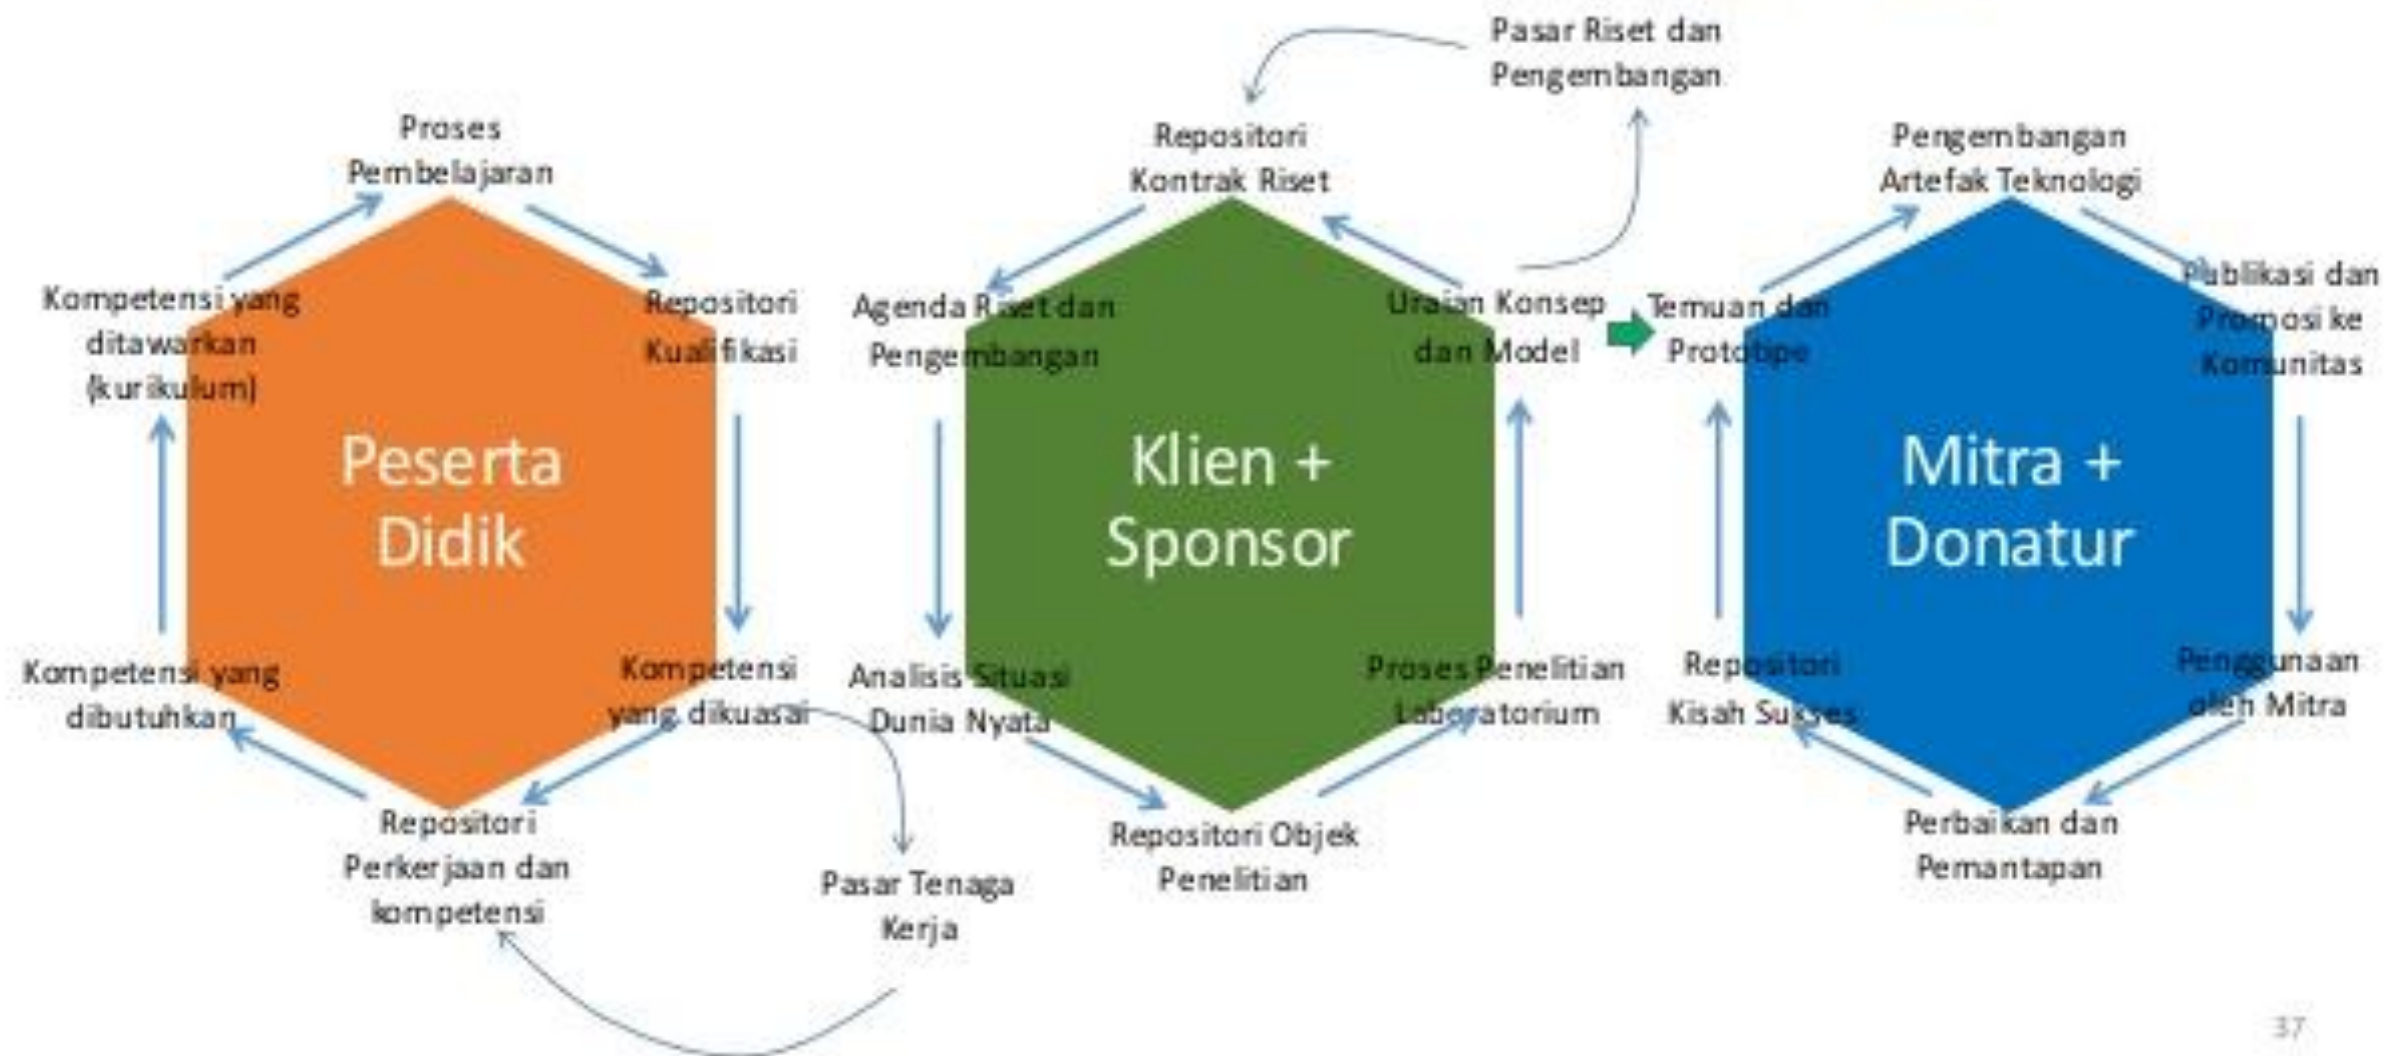 Proses
Pembelajaran
Kompetensi yang
ditawarkan
(kurikulum)
Repositori
Kualifikasi
Peserta
Didik
Kompetensi yang
dibutuhkan
Kompetensi
yang dikuasai
Repositori
Perkerjaan dan
kompetensi
Pasar Tenaga
Kerja
Pasar Riset dan
Pengembangan
Repositori
Kontrak Riset
Agenda Riset dan
Pengembangan
Uraian Konsep
dan Model
Klien +
Sponsor
Analisis Situasi
Dunia Nyata
Proses Penelitian
Laboratorium
Repositori Objek
Penelitian
Pengembangan
Artefak Teknologi
Temuan dan
Prototipe
Publikasi dan
Promosi ke
Komunitas
Mitra +
Donatur
Repositori
Kisah Sukses
Penggunaan
oleh Mitra
Perbaikan dan
Pemantapan
37